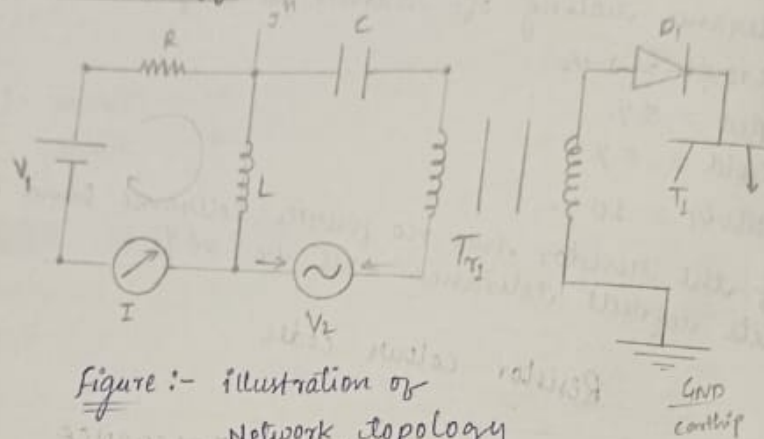 R
C
D1
V1
L
T1
Tr1
I
V2
Figure :- illustration of
Network topology
GND